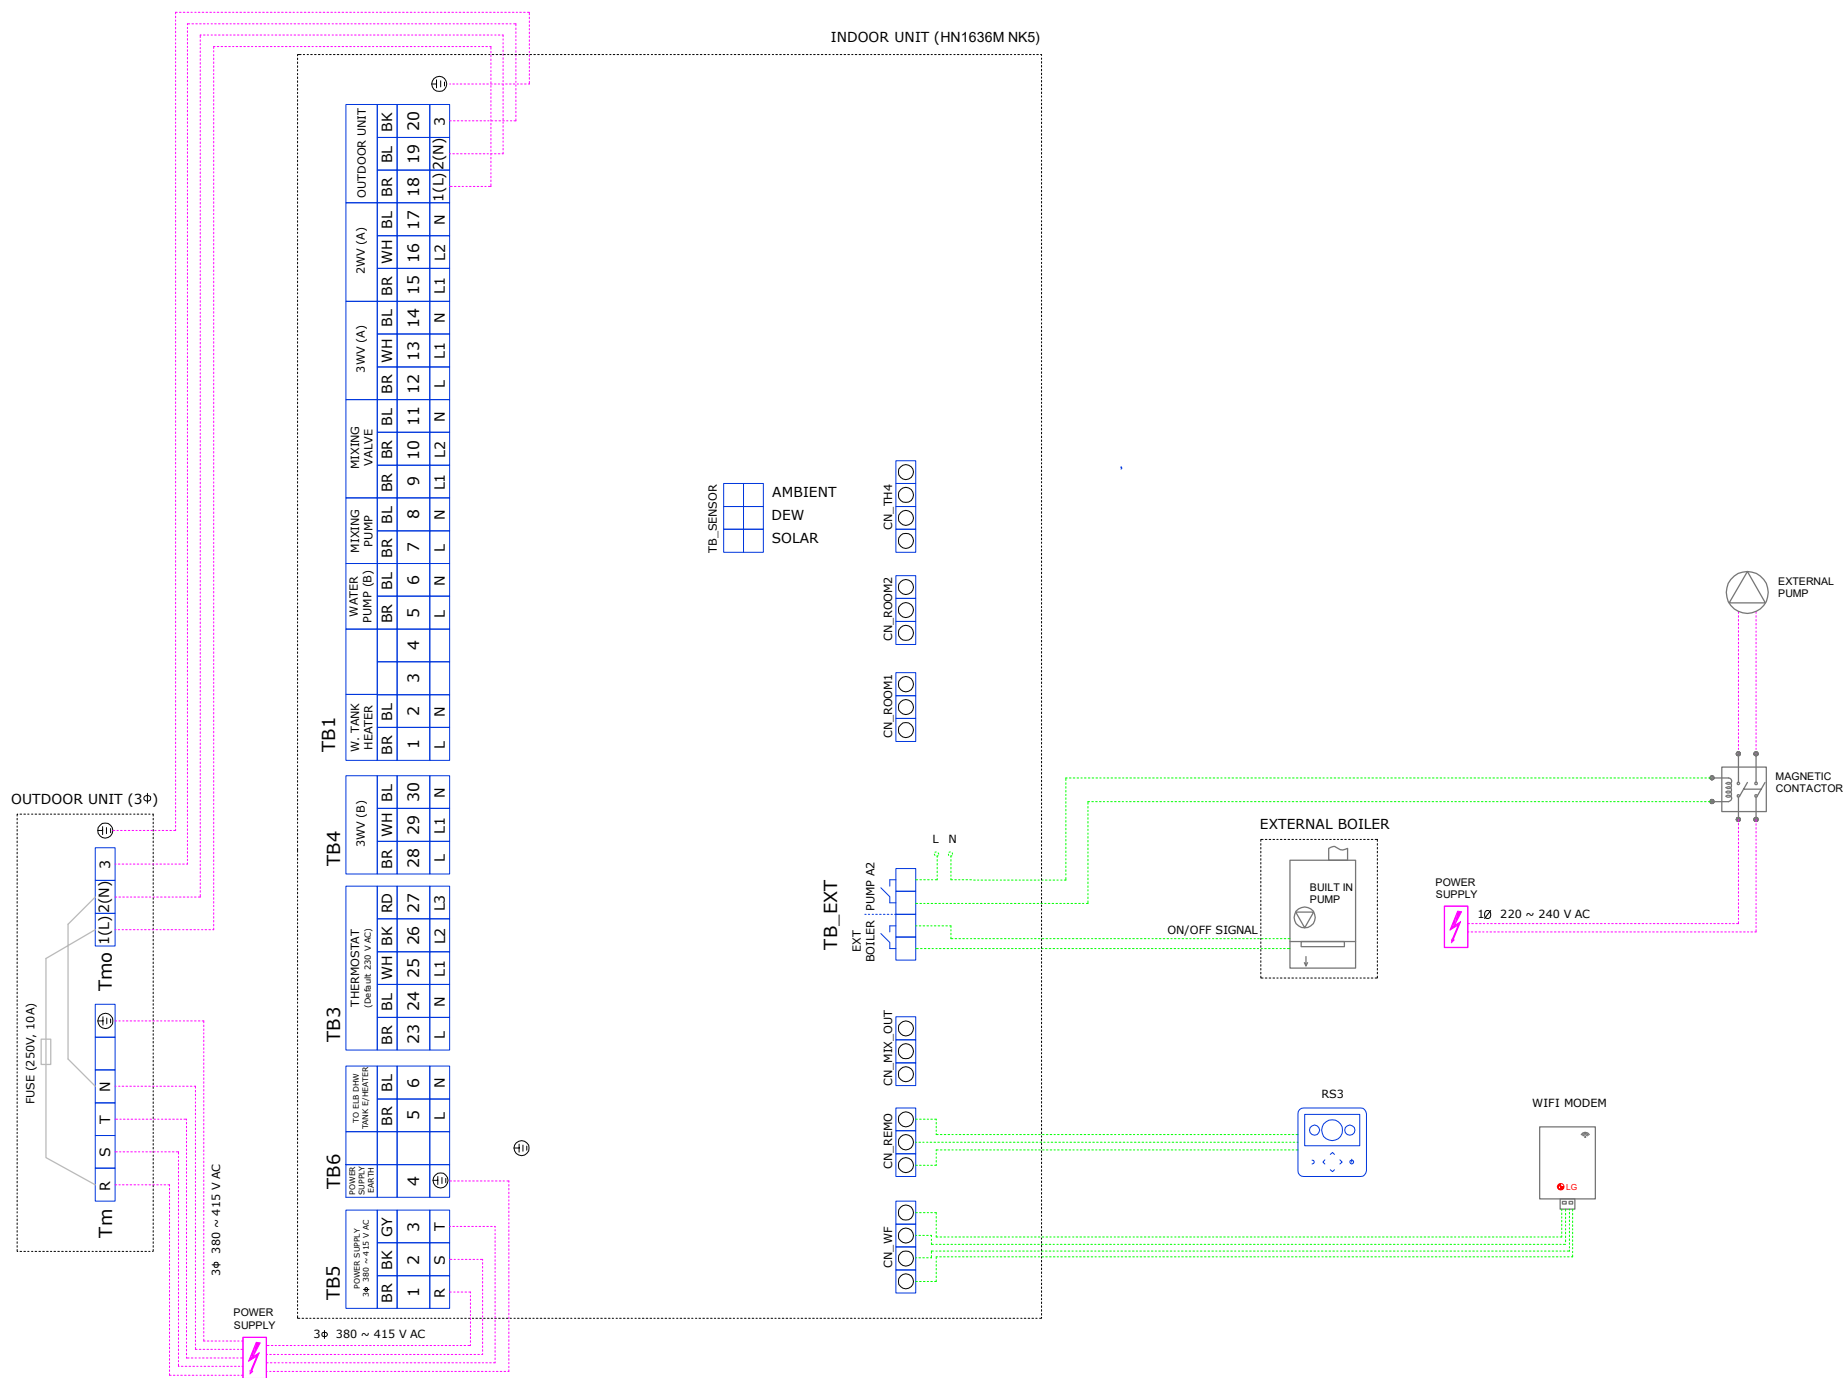 INDOOR UNIT (HN1636M NK5)
OUTDOOR UNIT
BK 20 3
BL 19 2(N)
BR 18 1(L)
2WV (A)
BL 17 N
WH 16 L2
BR 15 L1
3WV (A)
BL 14 N
WH 13 L1
BR 12 L
MIXING
VALVE
BL 11 N
BR 10 L2
BR 9 L1
MIXING
PUMP
BL 8 N
BR 7 L
WATER
PUMP (B)
BL 6 N
BR 5 L
4
3
W. TANK
HEATER
BL 2 N
BR 1 L
TB1
3WV (B)
BL 30 N
WH 29 L1
BR 28 L
TB4
THERMOSTAT
(Default 230 V AC)
RD 27 L3
BK 26 L2
WH 25 L1
BL 24 N
BR 23 L
TB3
TO ELB DHW
TANK E/HEATER
BL 6 N
BR 5 L
POWER
SUPPLY
EARTH
4
TB6
POWER SUPPLY
3Φ 380 ~ 415 V AC
GY 3 T
BK 2 S
BR 1 R
TB5
OUTDOOR UNIT (3Φ)
3
2(N)
1(L)
Tmo
N
T
S
R
Tm
FUSE (250V, 10A)
3Φ 380 ~ 415 V AC
POWER
SUPPLY
3Φ 380 ~ 415 V AC
TB_SENSOR
AMBIENT
DEW
SOLAR
CN_TH4
CN_ROOM2
CN_ROOM1
L N
TB_EXT
PUMP A2
EXT
BOILER
CN_MIX_OUT
CN_REMO
CN_WF
EXTERNAL BOILER
BUILT IN
PUMP
ON/OFF SIGNAL
EXTERNAL
PUMP
MAGNETIC
CONTACTOR
POWER
SUPPLY
1Ø 220 ~ 240 V AC
RS3
WIFI MODEM
LG